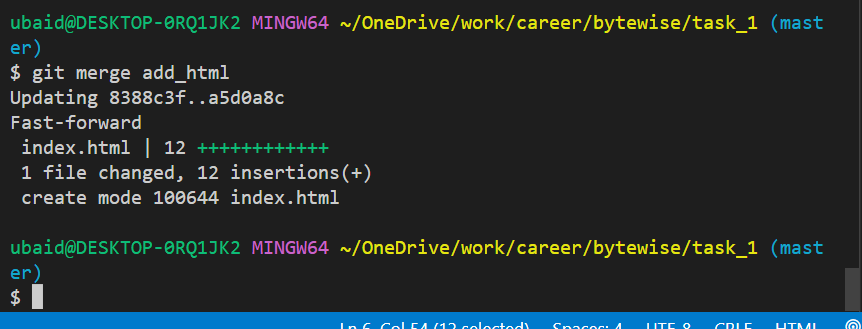 ubaid@DESKTOP-0RQ1JK2 MINGW64 ~/OneDrive/work/career/bytewise/task_1 (mast
er)
$ git merge add_html
Updating 8388c3f..a5d0a8c
Fast-forward
 index.html | 12 ++++++++++++
 1 file changed, 12 insertions(+)
 create mode 100644 index.html

ubaid@DESKTOP-0RQ1JK2 MINGW64 ~/OneDrive/work/career/bytewise/task_1 (mast
er)
$
Ln 6, Col 54 (12 selected) Spaces: 4 UTF-8 CRLF HTML